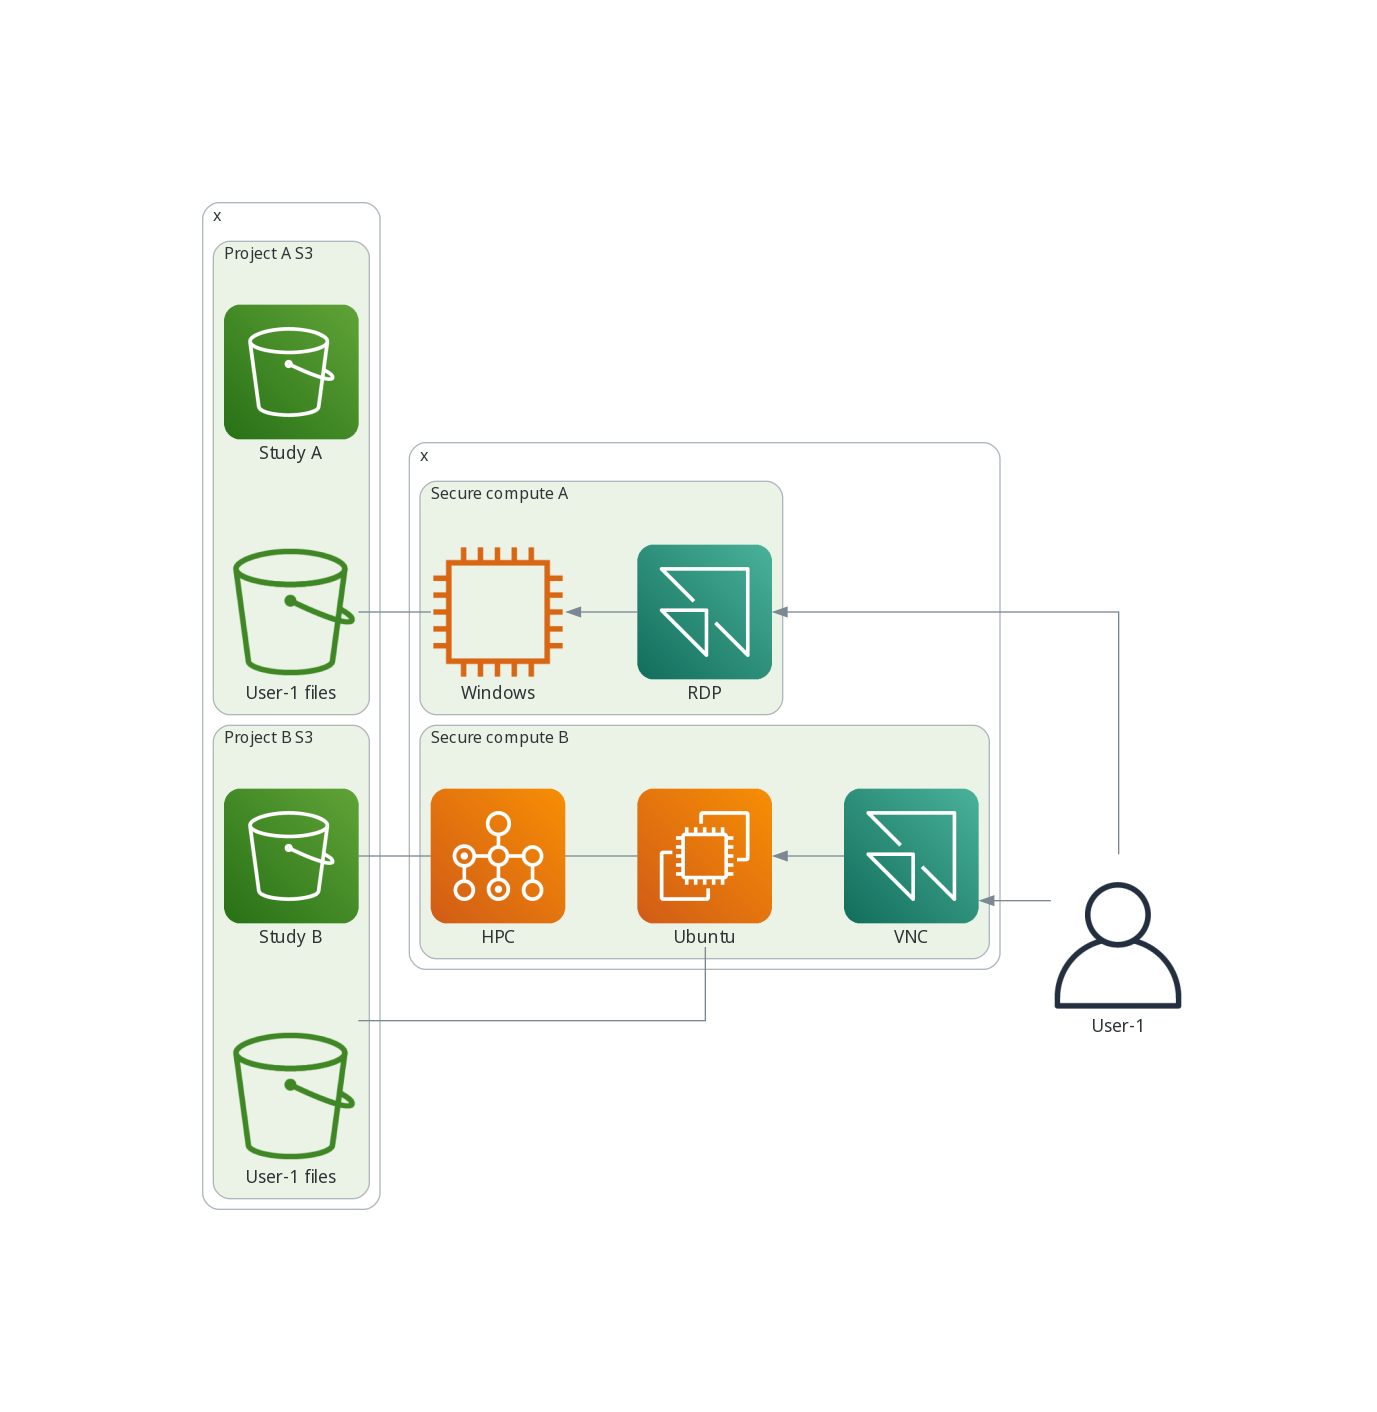 x
Project A S3
Study A
User-1 files
Project B S3
Study B
User-1 files
x
Secure compute A
Windows
RDP
Secure compute B
HPC
Ubuntu
VNC
User-1